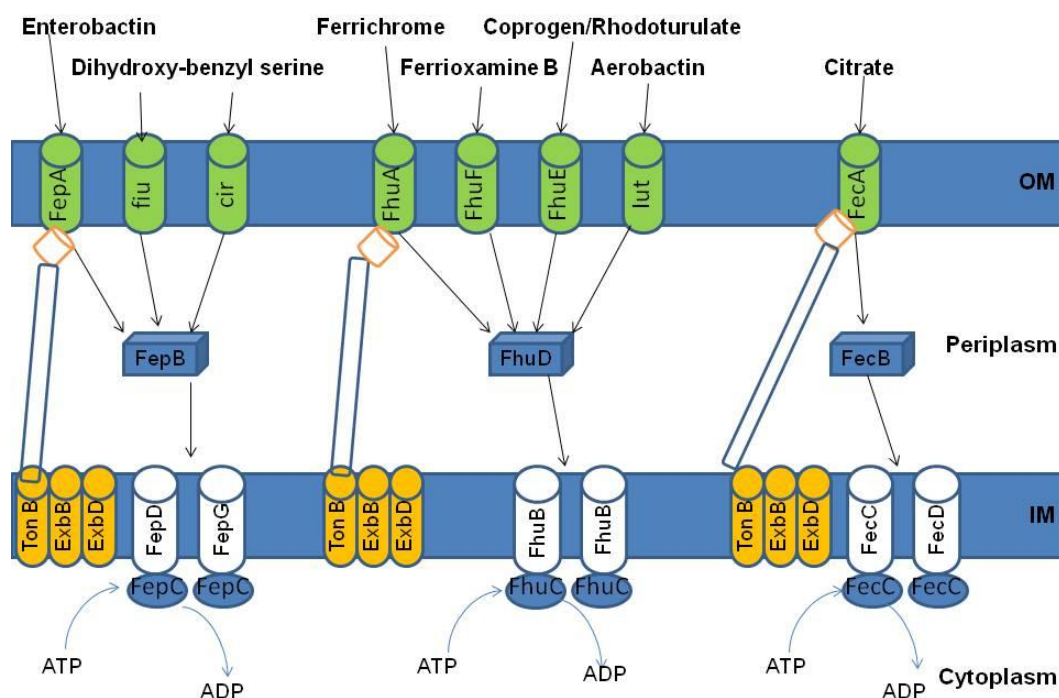 Enterobactin
Ferrichrome
Coprogen/Rhodoturulate
Dihydroxy-benzyl serine
Ferrioxamine B
Aerobactin
Citrate
FepA
fiu
cir
FhuA
FhuF
FhuE
Iut
FecA
OM
FepB
FhuD
FecB
Periplasm
Ton B
ExbB
ExbD
FepD
FepG
Ton B
ExbB
ExbD
FhuB
FhuB
Ton B
ExbB
ExbD
FecC
FecD
IM
FepC
FepC
FhuC
FhuC
FecC
FecC
ATP
ADP
ATP
ADP
ATP
ADP
Cytoplasm